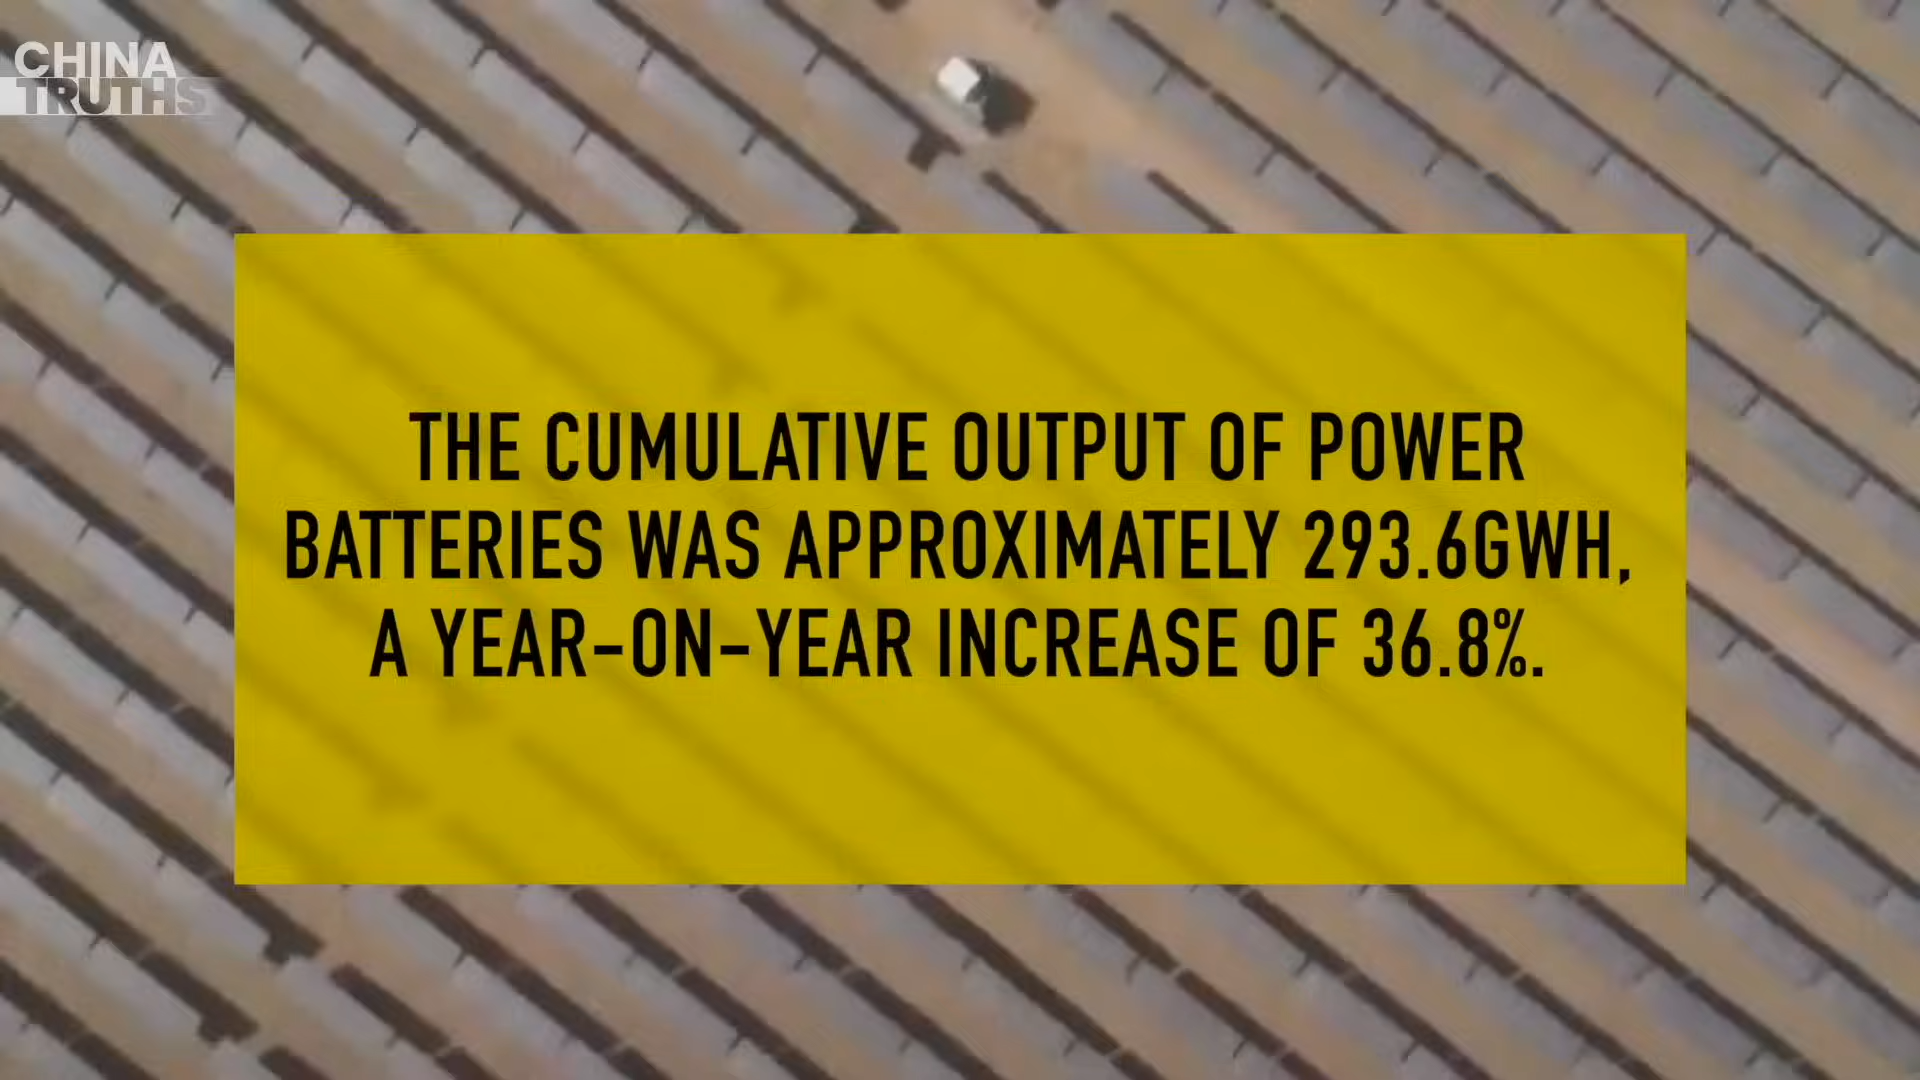 CHINA
TRUTHS
THE CUMULATIVE OUTPUT OF POWER
BATTERIES WAS APPROXIMATELY 293.6GWH,
A YEAR-ON-YEAR INCREASE OF 36.8%.